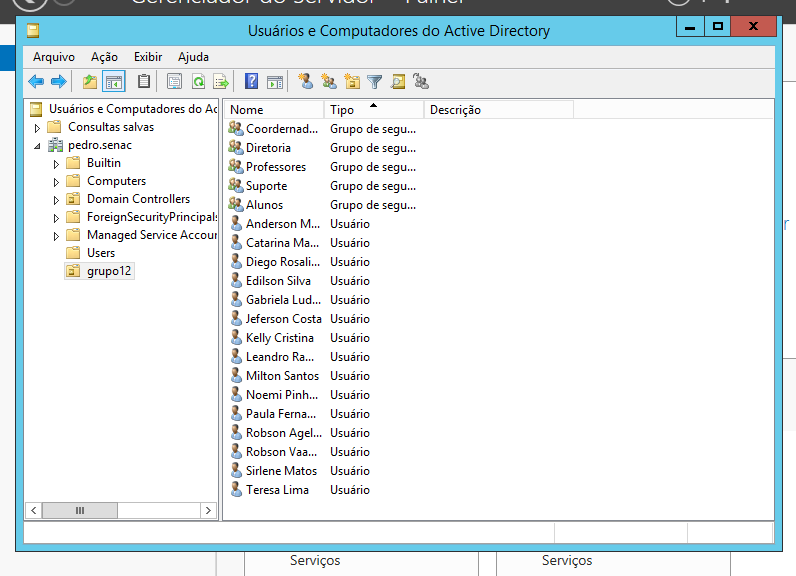 Gerenciador do Servidor Painel
Usuários e Computadores do Active Directory
Arquivo Ação Exibir Ajuda
Usuários e Computadores do Ac
Consultas salvas
pedro.senac
Builtin
Computers
Domain Controllers
ForeignSecurityPrincipals
Managed Service Accour
Users
grupo12
Nome Tipo Descrição
Coordernad... Grupo de segu...
Diretoria Grupo de segu...
Professores Grupo de segu...
Suporte Grupo de segu...
Alunos Grupo de segu...
Anderson M... Usuário
Catarina Ma... Usuário
Diego Rosali... Usuário
Edilson Silva Usuário
Gabriela Lud... Usuário
Jeferson Costa Usuário
Kelly Cristina Usuário
Leandro Ra... Usuário
Milton Santos Usuário
Noemi Pinh... Usuário
Paula Ferna... Usuário
Robson Agel... Usuário
Robson Vaa... Usuário
Sirlene Matos Usuário
Teresa Lima Usuário
Serviços Serviços